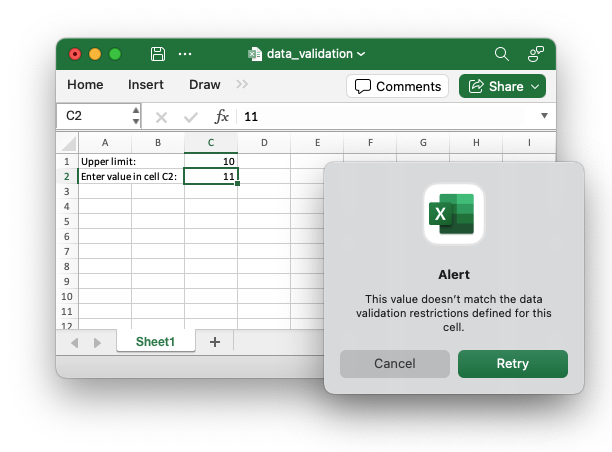 data_validation
Home Insert Draw Comments Share
C2 fx 11
A B C D E F G H I
1 Upper limit: 10
2 Enter value in cell C2: 11
3
4
5
6
7
8
9
10
11
12
Sheet1 +
X
Alert
This value doesn't match the data
validation restrictions defined for this
cell.
Cancel Retry